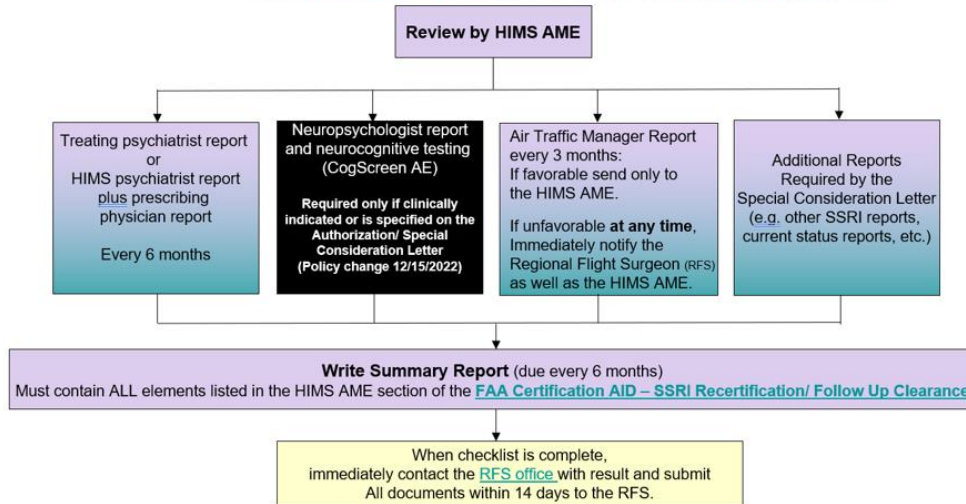 Review by HIMS AME
Treating psychiatrist report
or
HIMS psychiatrist report
plus prescribing
physician report
Every 6 months
Neuropsychologist report
and neurocognitive testing
(CogScreen AE)
Required only if clinically
indicated or is specified on the
Authorization/ Special
Consideration Letter
(Policy change 12/15/2022)
Air Traffic Manager Report
every 3 months:
If favorable send only to
the HIMS AME.
If unfavorable at any time,
Immediately notify the
Regional Flight Surgeon (RFS)
as well as the HIMS AME.
Additional Reports
Required by the
Special Consideration Letter
(e.g. other SSRI reports,
current status reports, etc.)
Write Summary Report (due every 6 months)
Must contain ALL elements listed in the HIMS AME section of the FAA Certification AID – SSRI Recertification/ Follow Up Clearance
When checklist is complete,
immediately contact the RFS office with result and submit
All documents within 14 days to the RFS.